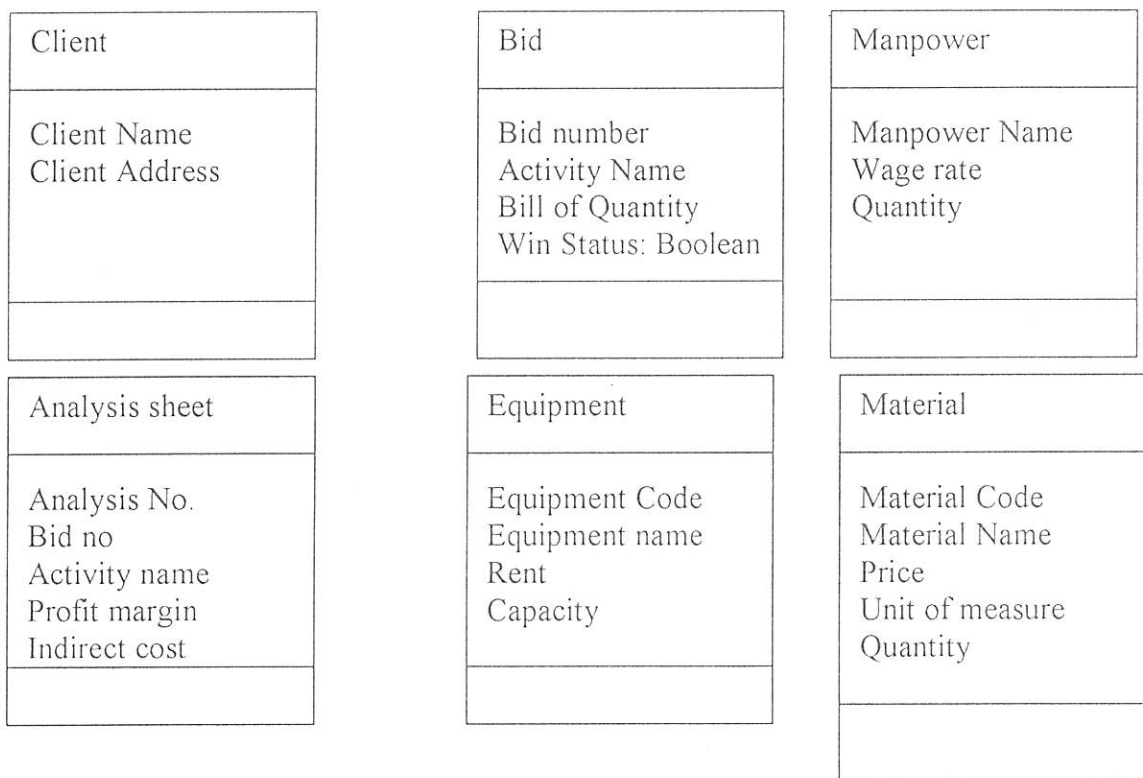 Client
Client Name
Client Address
Bid
Bid number
Activity Name
Bill of Quantity
Win Status: Boolean
Manpower
Manpower Name
Wage rate
Quantity
Analysis sheet
Analysis No.
Bid no
Activity name
Profit margin
Indirect cost
Equipment
Equipment Code
Equipment name
Rent
Capacity
Material
Material Code
Material Name
Price
Unit of measure
Quantity